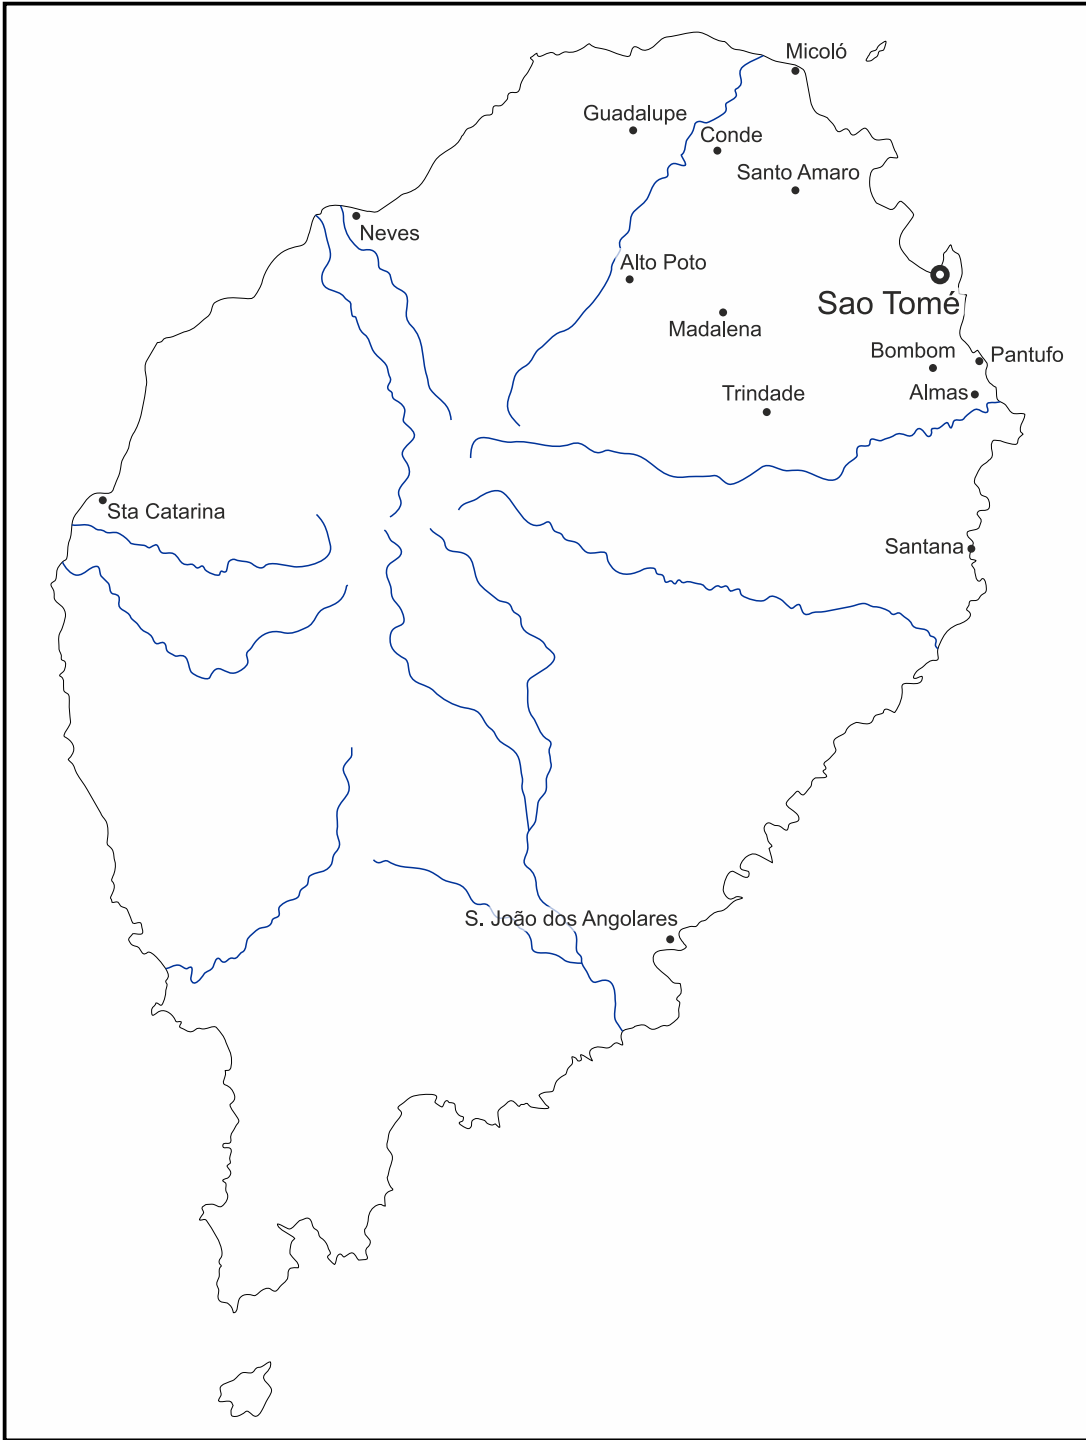 Micoló
Guadalupe
Conde
Santo Amaro
Neves
Alto Poto
Sao Tomé
Madalena
Bombom
Pantufo
Trindade
Almas
Sta Catarina
Santana
S. João dos Angolares